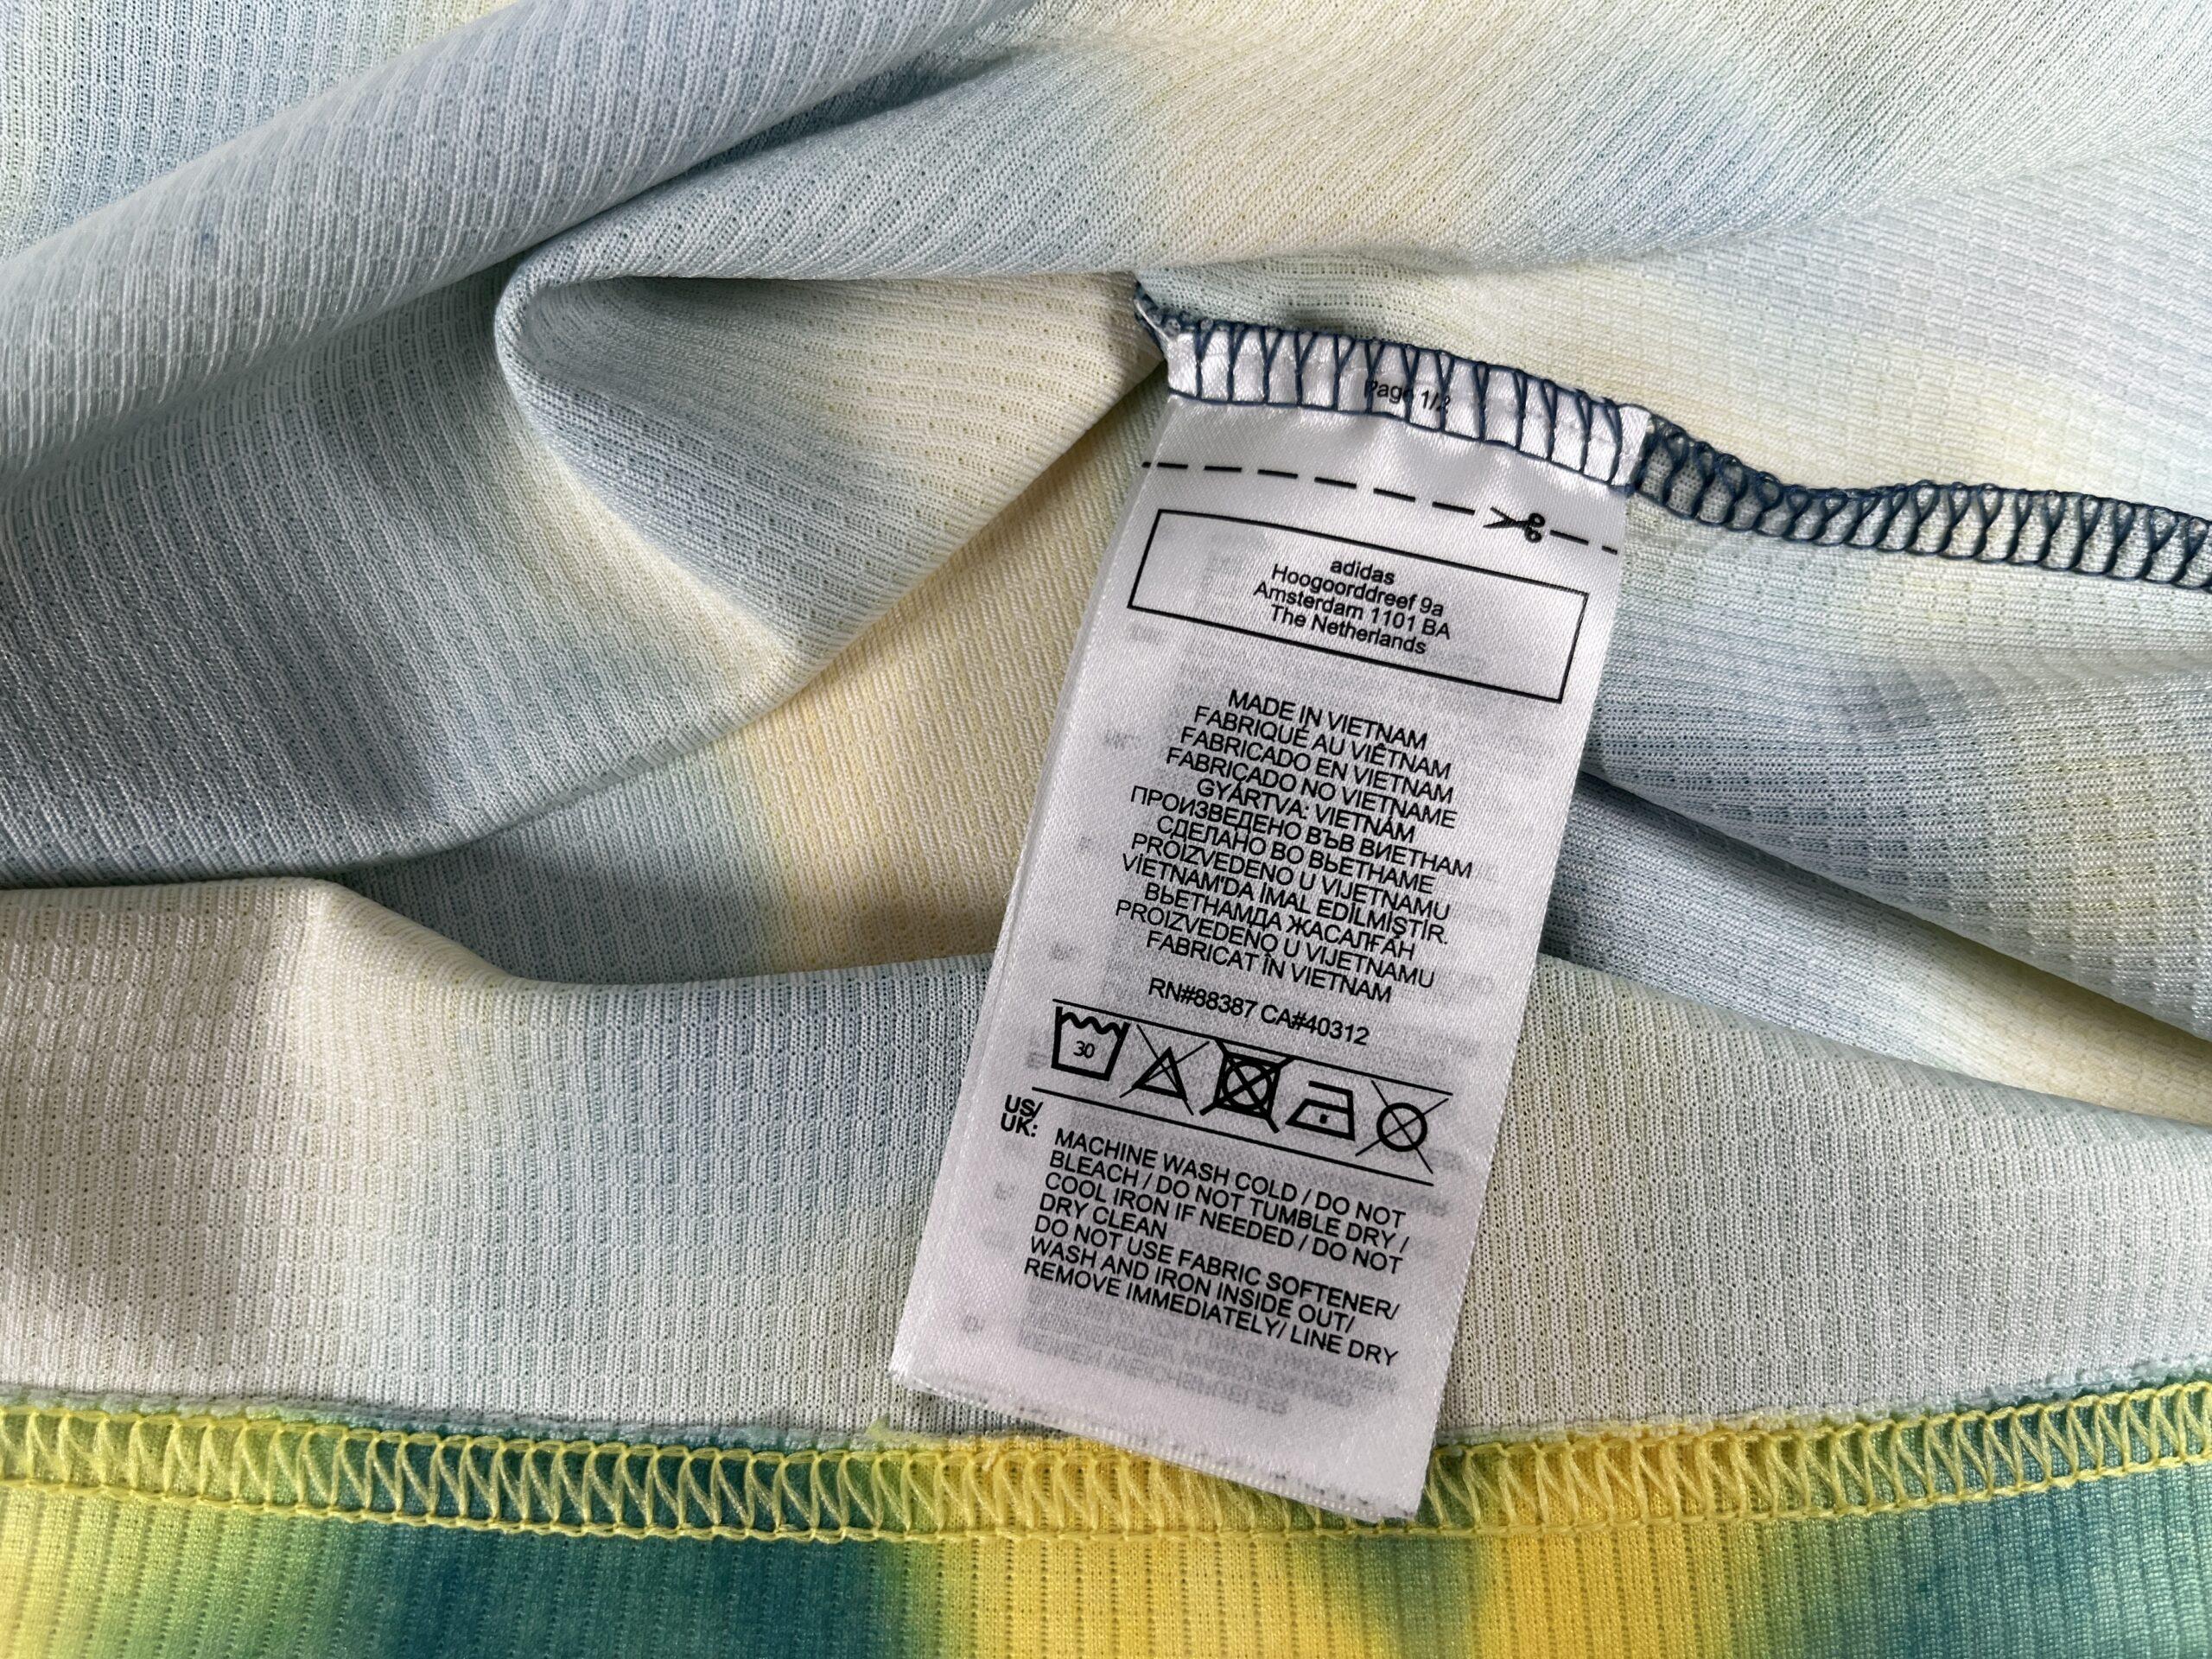 Page 1/2
adidas
Hoogoorddreef 9a
Amsterdam 1101 BA
The Netherlands
MADE IN VIETNAM
FABRIQUÉ AU VIÊTNAM
FABRICADO EN VIETNAM
FABRICADO NO VIETNAME
GYÁRTVA: VIETNÁM
ПРОИЗВЕДЕНО ВЪВ ВИЕТНАМ
СДЕЛАНО ВО ВЬЕТНАМЕ
PROIZVEDENO U VIJETNAMU
VİETNAM'DA İMAL EDİLMİŞTİR.
ВЬЕТНАМДА ЖАСАЛҒАН
PROIZVEDENO U VIJETNAMU
FABRICAT ÎN VIETNAM
RN#88387 CA#40312
30
US/
UK:
MACHINE WASH COLD / DO NOT
BLEACH / DO NOT TUMBLE DRY /
COOL IRON IF NEEDED / DO NOT
DRY CLEAN
DO NOT USE FABRIC SOFTENER/
WASH AND IRON INSIDE OUT/
REMOVE IMMEDIATELY/ LINE DRY